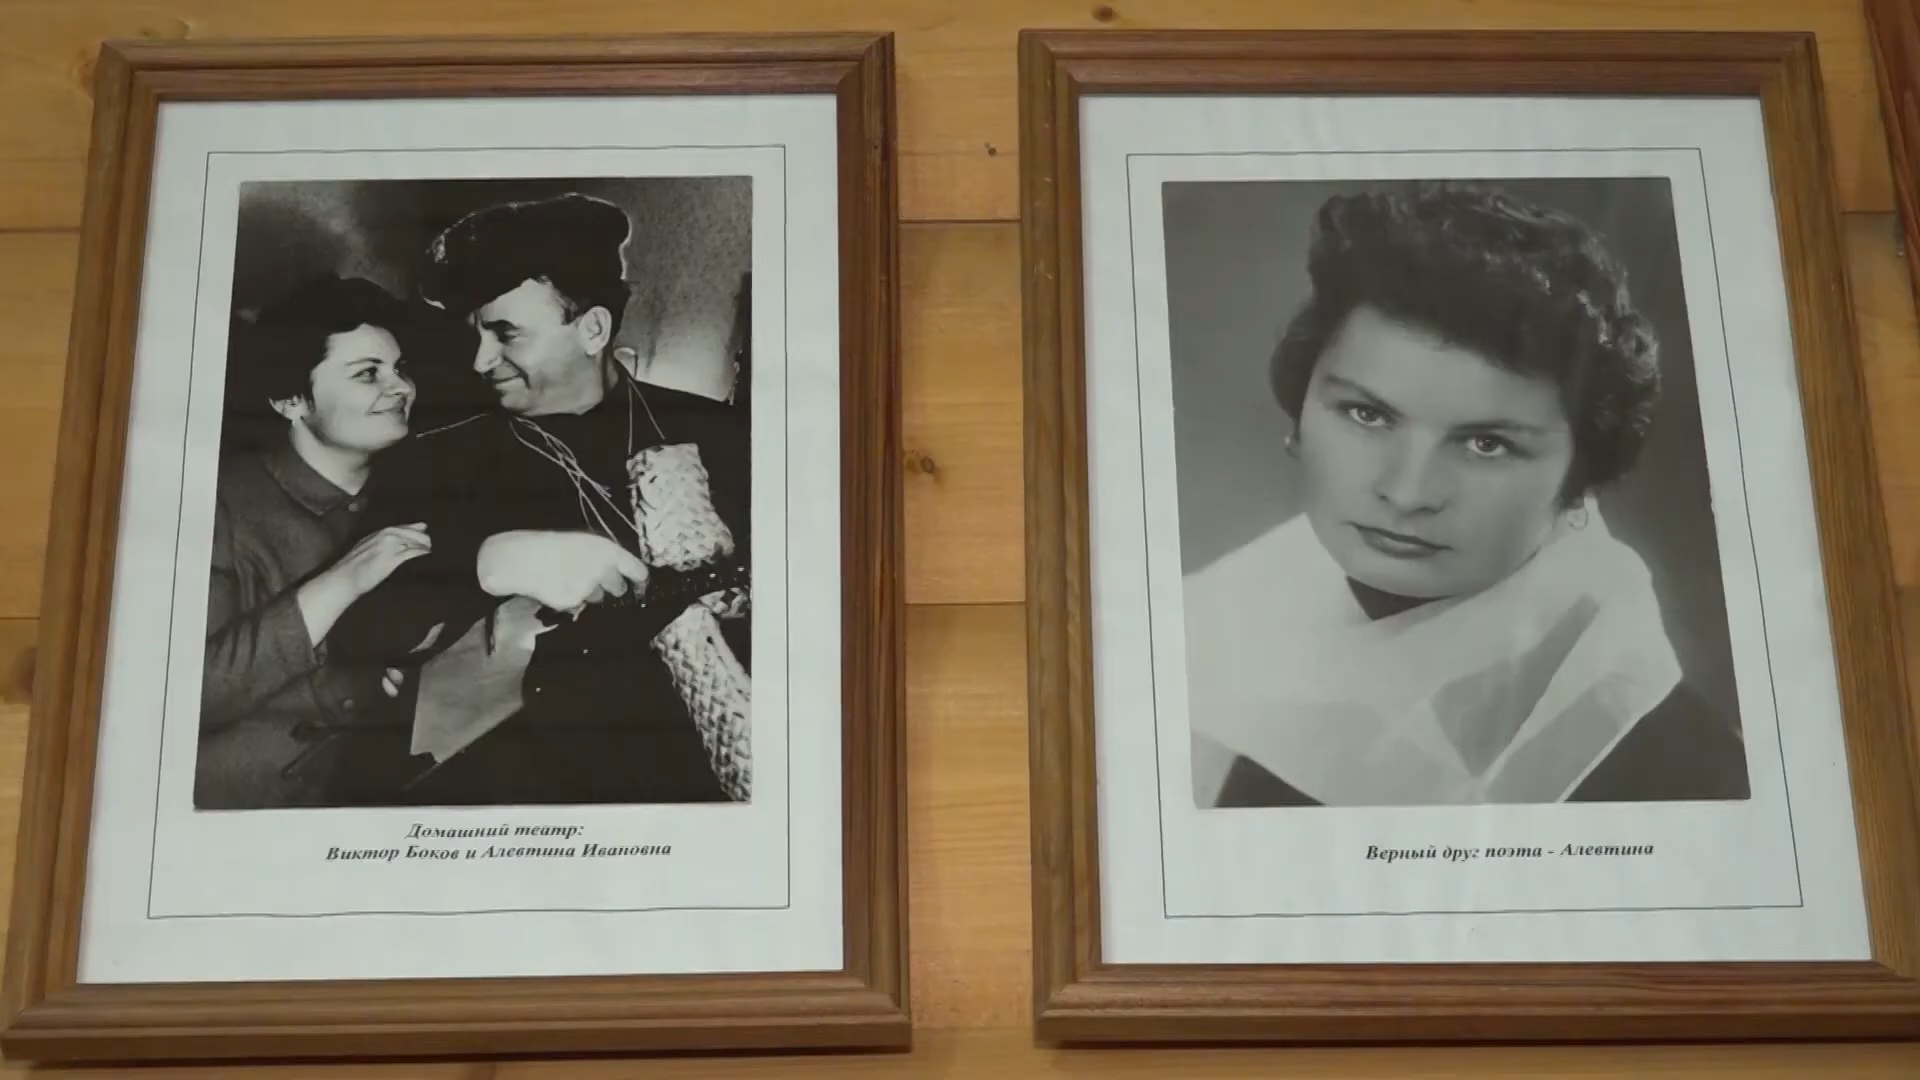 Домашний театр:
Виктор Боков и Алевтина Ивановна
Верный друг поэта - Алевтина